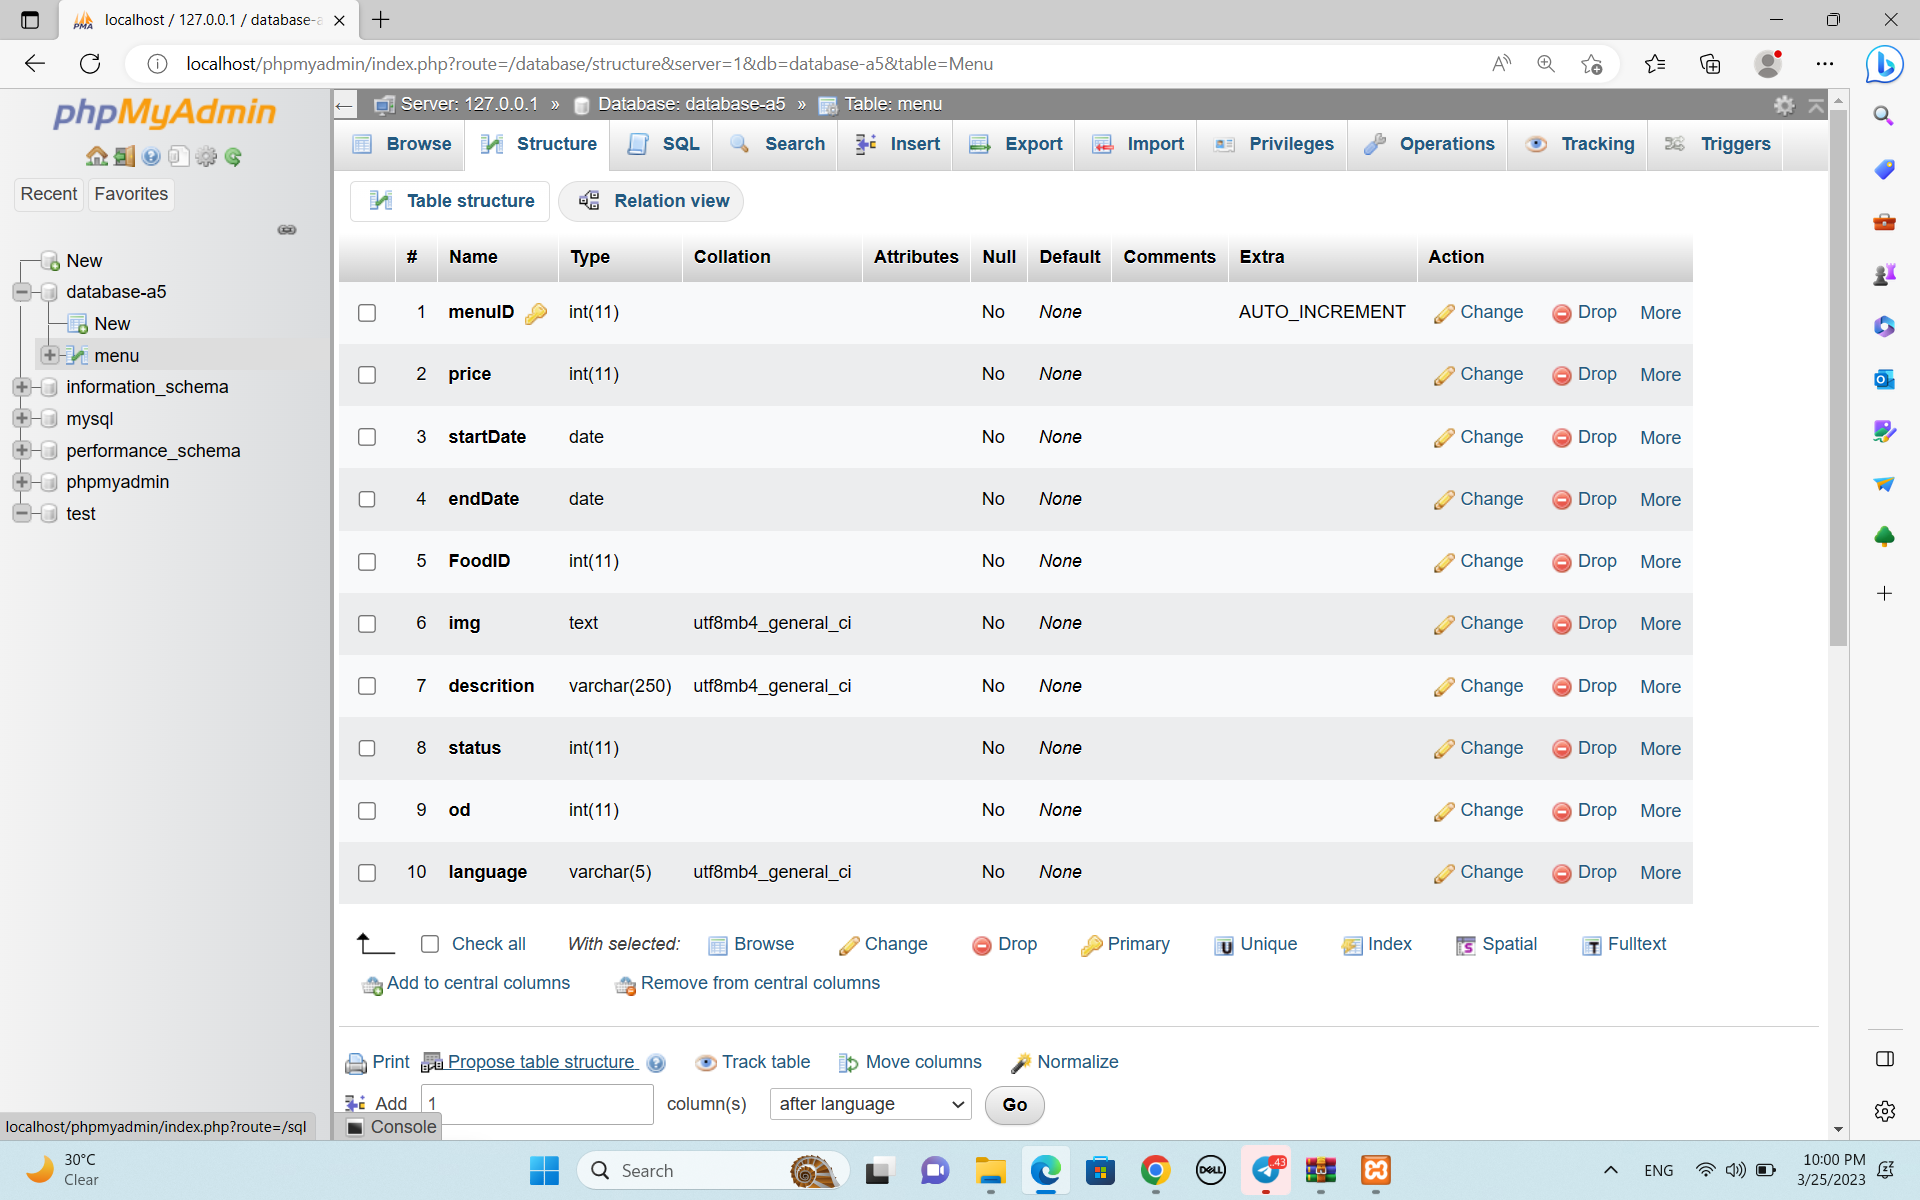 localhost / 127.0.0.1 / database-a
localhost/phpmyadmin/index.php?route=/database/structure&server=1&db=database-a5&table=Menu
phpMyAdmin
Recent Favorites
New
database-a5
New
menu
information_schema
mysql
performance_schema
phpmyadmin
test
Server: 127.0.0.1 » Database: database-a5 » Table: menu
Browse Structure SQL Search Insert Export Import Privileges Operations Tracking Triggers
Table structure Relation view
# Name Type Collation Attributes Null Default Comments Extra Action
1 menuID int(11) No None AUTO_INCREMENT Change Drop More
2 price int(11) No None Change Drop More
3 startDate date No None Change Drop More
4 endDate date No None Change Drop More
5 FoodID int(11) No None Change Drop More
6 img text utf8mb4_general_ci No None Change Drop More
7 descrition varchar(250) utf8mb4_general_ci No None Change Drop More
8 status int(11) No None Change Drop More
9 od int(11) No None Change Drop More
10 language varchar(5) utf8mb4_general_ci No None Change Drop More
Check all With selected: Browse Change Drop Primary Unique Index Spatial Fulltext
Add to central columns Remove from central columns
Print Propose table structure Track table Move columns Normalize
Add 1 column(s) after language Go
Console
localhost/phpmyadmin/index.php?route=/sql
30°C
Clear
Search
DELL
43
ENG
10:00 PM
3/25/2023